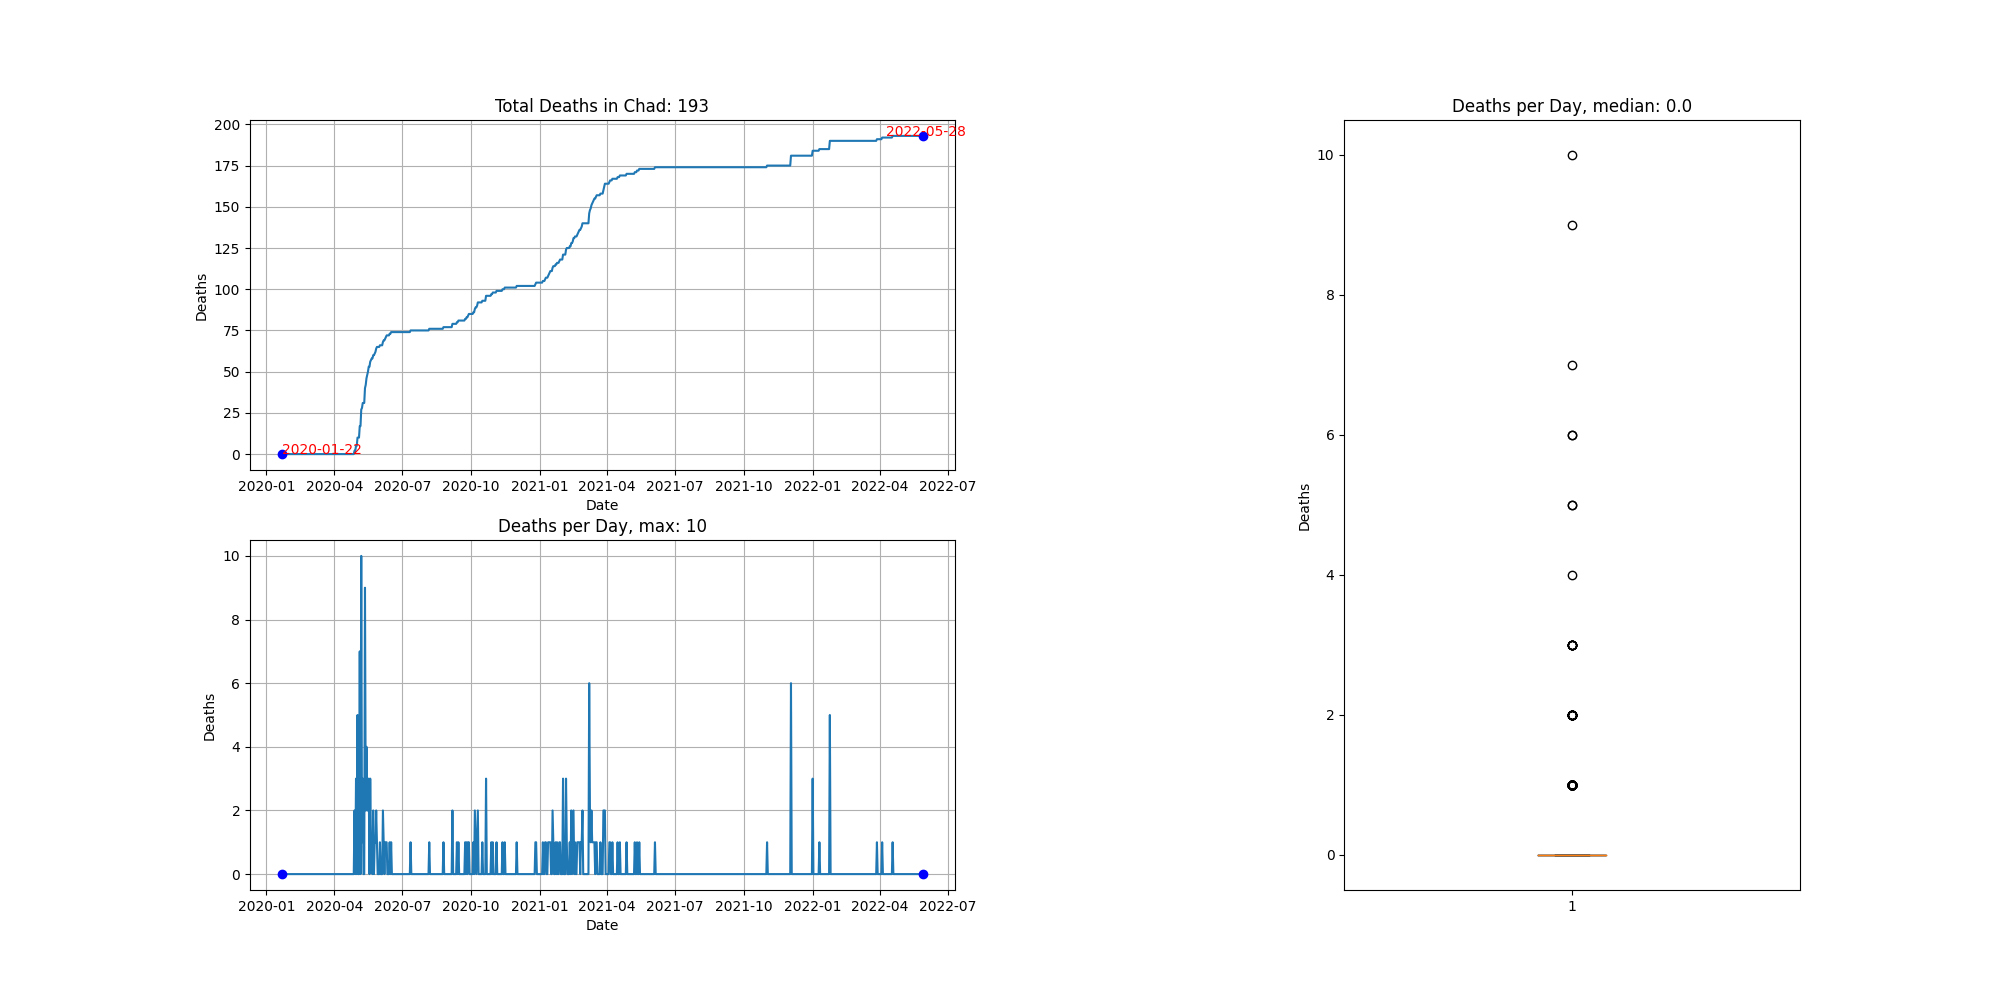 Total Deaths in Chad: 193
200
175
150
125
100
75
50
25
0
Deaths
2020-01-22
2022-05-28
2020-01 2020-04 2020-07 2020-10 2021-01 2021-04 2021-07 2021-10 2022-01 2022-04 2022-07
Date
Deaths per Day, max: 10
10
8
6
4
2
0
Deaths
2020-01 2020-04 2020-07 2020-10 2021-01 2021-04 2021-07 2021-10 2022-01 2022-04 2022-07
Date
Deaths per Day, median: 0.0
10
8
6
4
2
0
Deaths
1